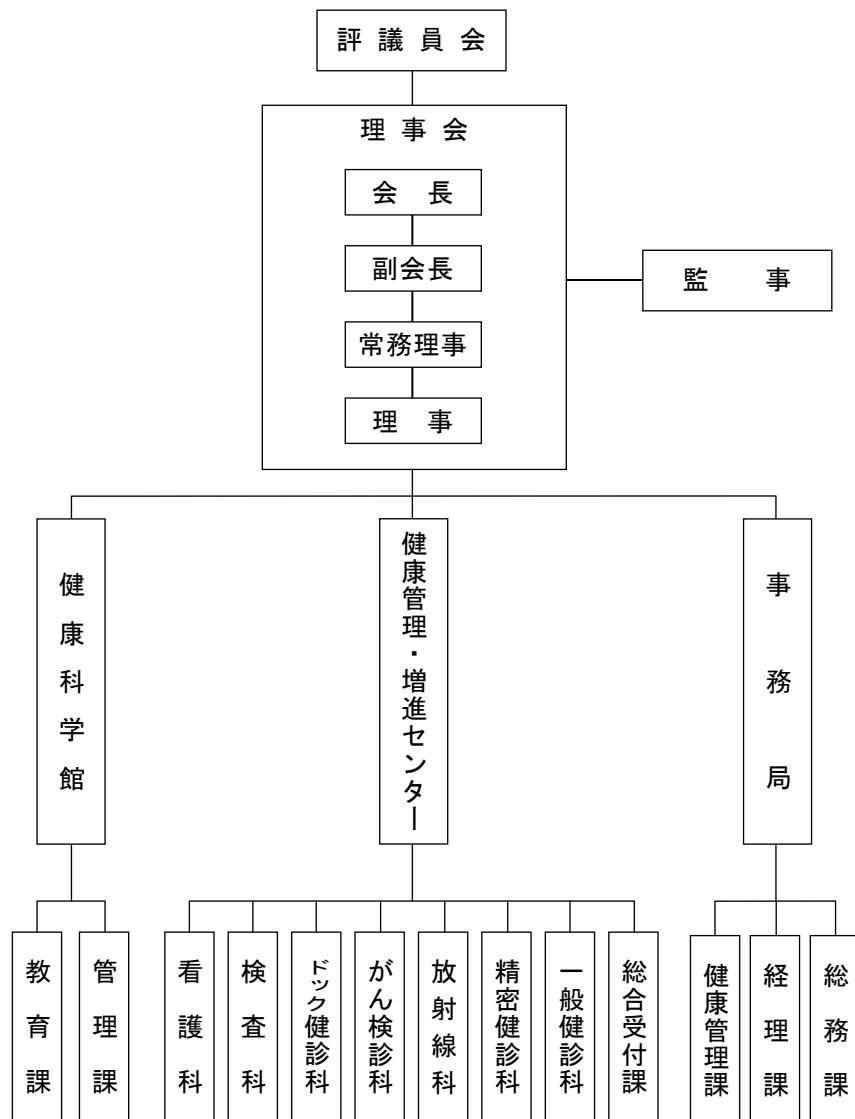 評議員会
理事会
会長
副会長
常務理事
理事
監事
健康科学館
健康管理・増進センター
事務局
教育課
管理課
看護科
検査科
ドック健診科
がん検診科
放射線科
精密健診科
一般健診科
総合受付課
健康管理課
経理課
総務課